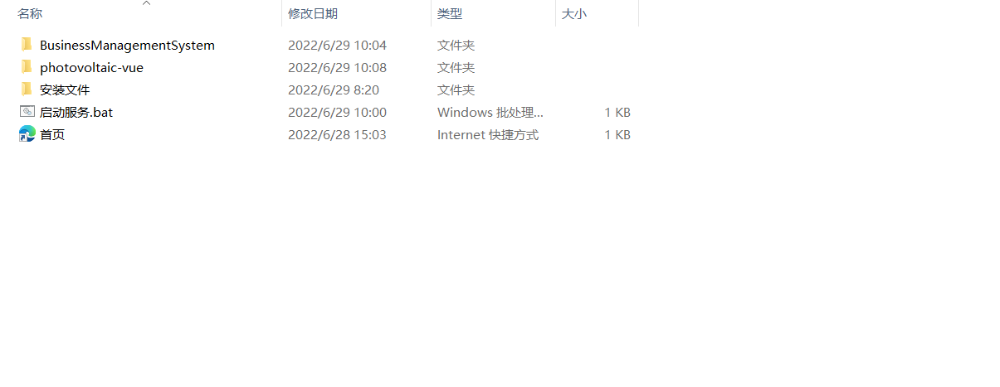 名称 修改日期 类型 大小
BusinessManagementSystem 2022/6/29 10:04 文件夹
photovoltaic-vue 2022/6/29 10:08 文件夹
安装文件 2022/6/29 8:20 文件夹
启动服务.bat 2022/6/29 10:00 Windows 批处理... 1 KB
首页 2022/6/28 15:03 Internet 快捷方式 1 KB